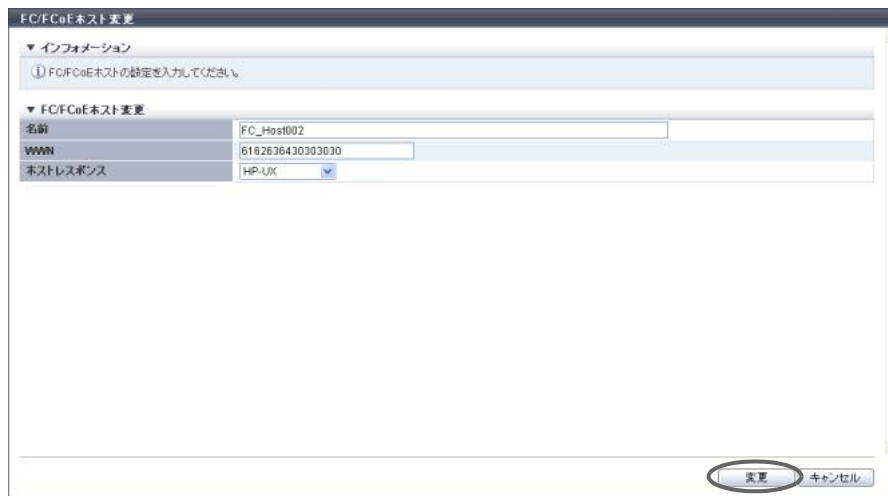 FC/FCoEホスト変更
▼ インフォメーション
FC/FCoEホストの設定を入力してください。
▼ FC/FCoEホスト変更
名前 FC_Host002
WWN 6162636430303030
ホストレスポンス HP-UX
変更 キャンセル